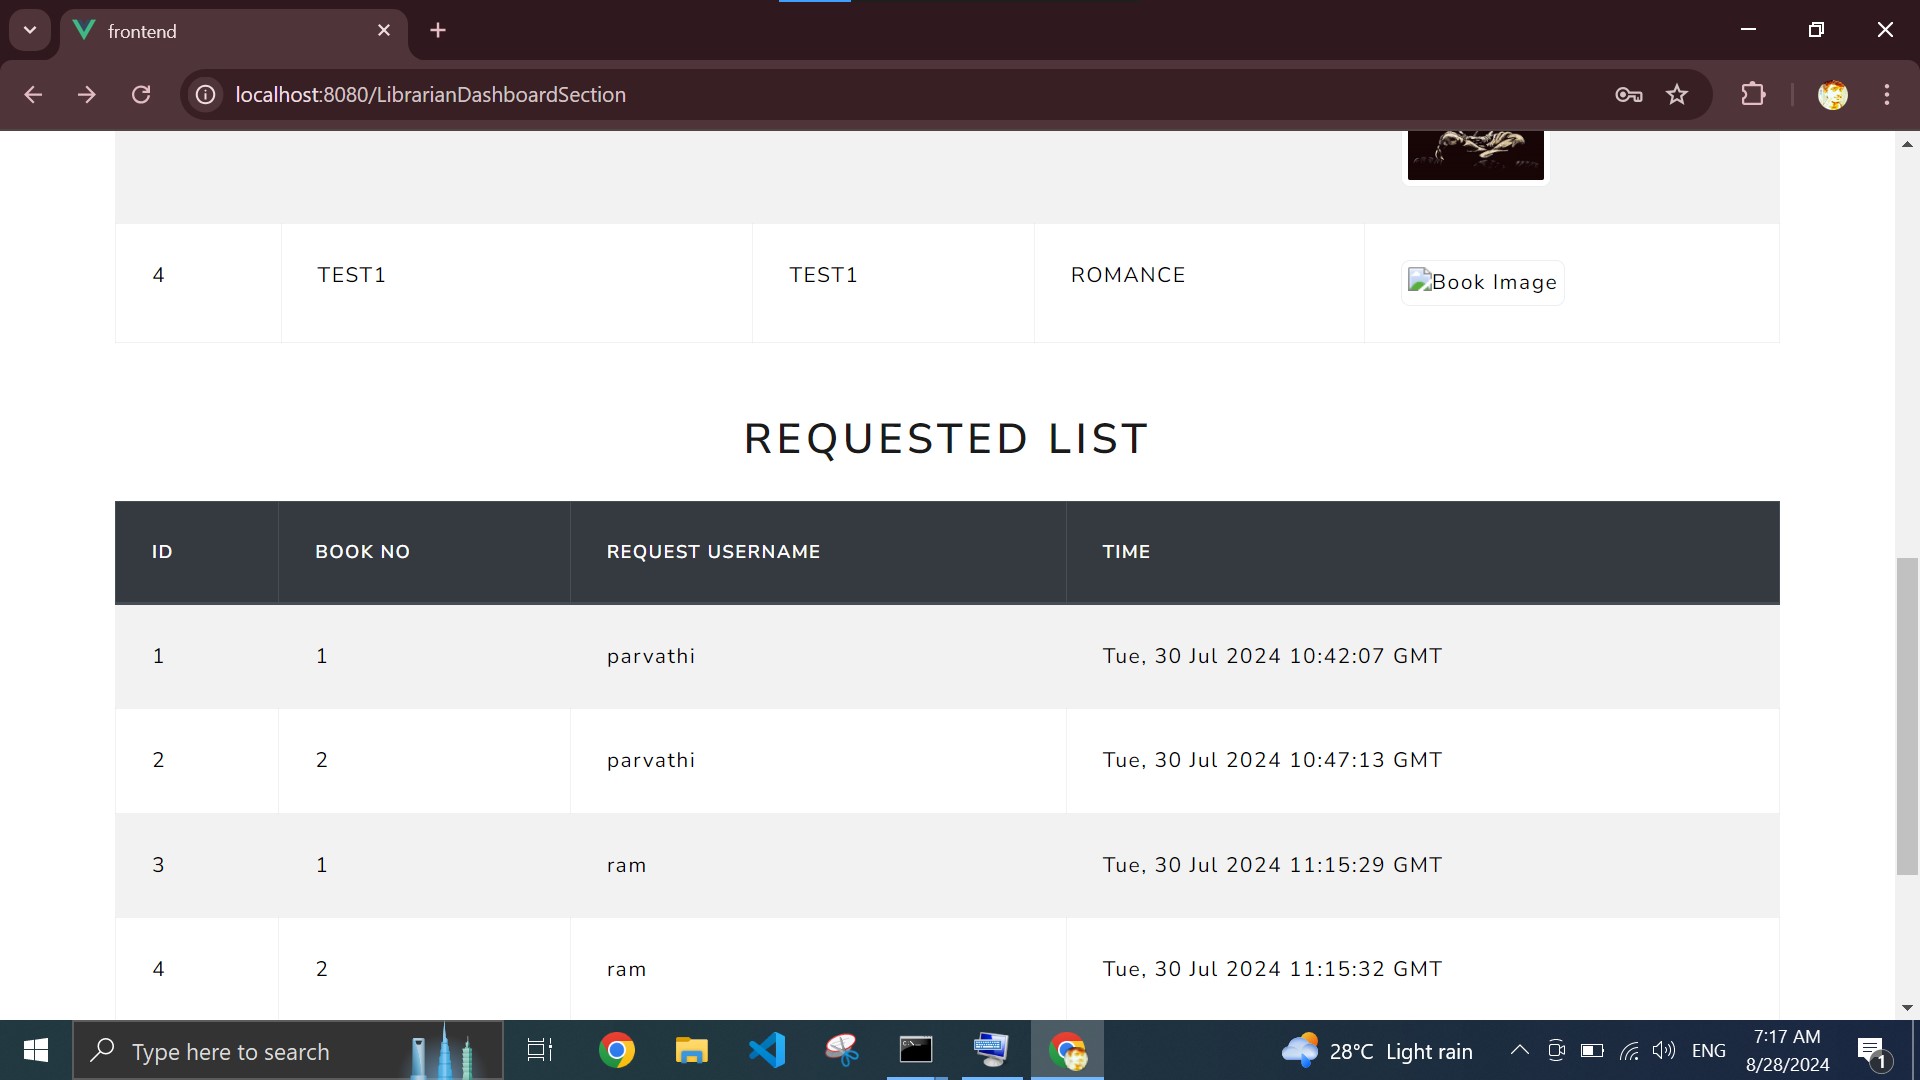 frontend
localhost:8080/LibrarianDashboardSection
4 TEST1 TEST1 ROMANCE Book Image
REQUESTED LIST
ID BOOK NO REQUEST USERNAME TIME
1 1 parvathi Tue, 30 Jul 2024 10:42:07 GMT
2 2 parvathi Tue, 30 Jul 2024 10:47:13 GMT
3 1 ram Tue, 30 Jul 2024 11:15:29 GMT
4 2 ram Tue, 30 Jul 2024 11:15:32 GMT
Type here to search
28°C Light rain
ENG
7:17 AM
8/28/2024
1